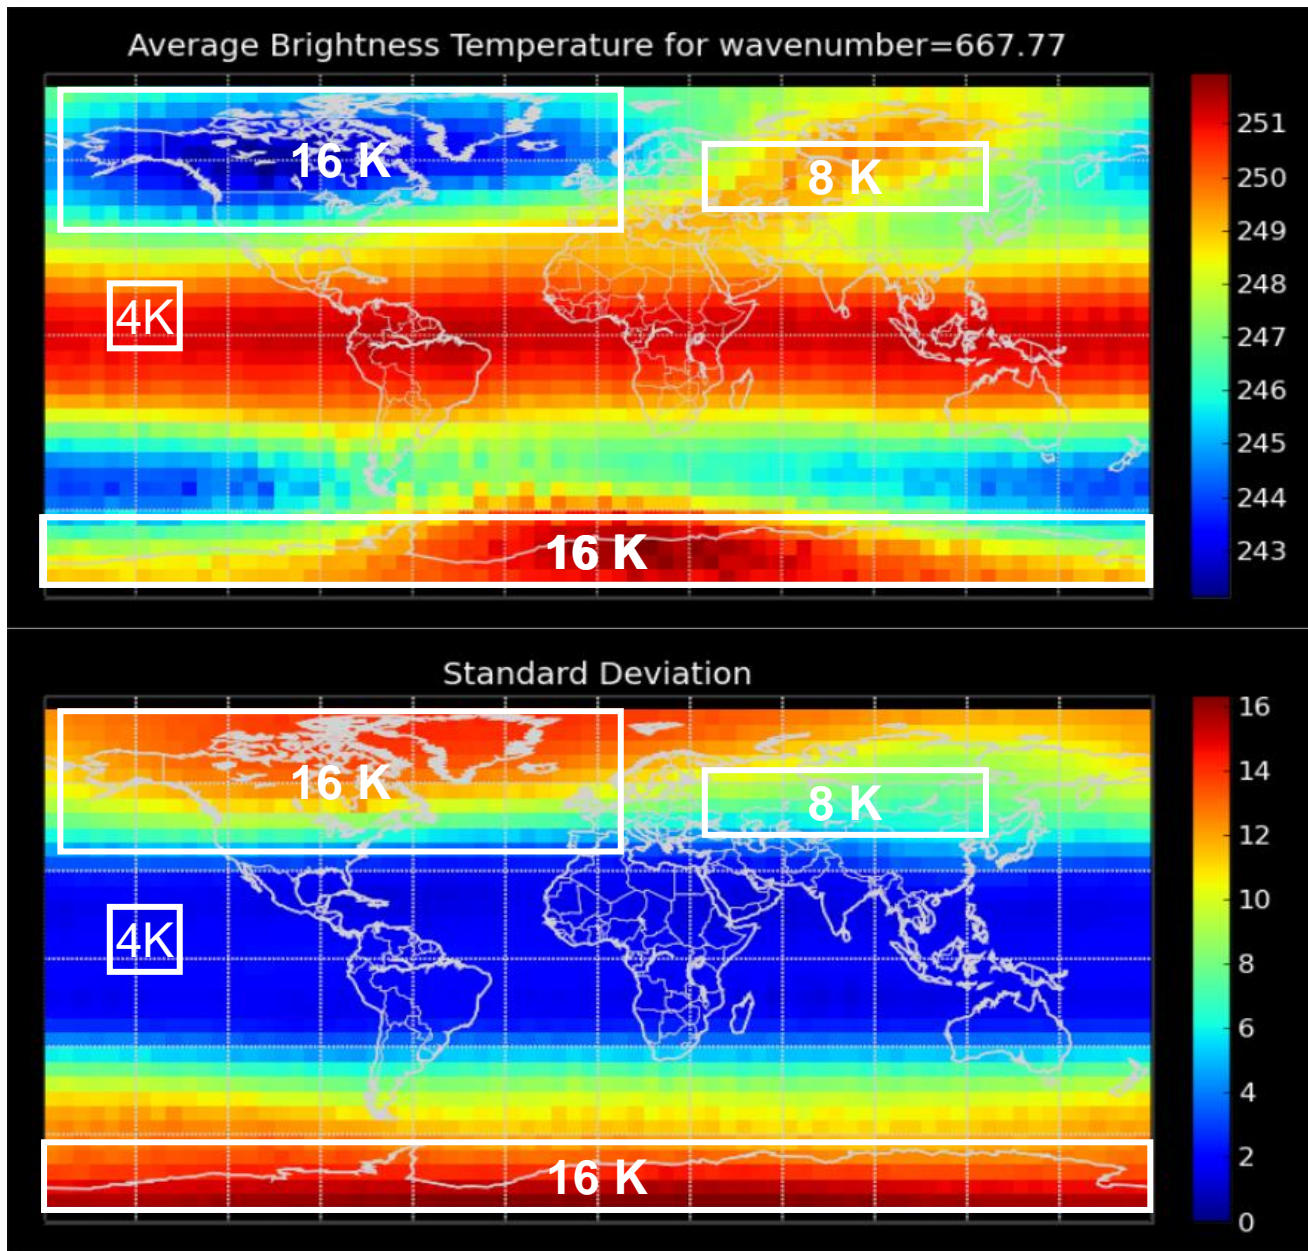 Average Brightness Temperature for wavenumber=667.77
16 K
8 K
4K
16 K
251
250
249
248
247
246
245
244
243
Standard Deviation
16 K
8 K
4K
16 K
16
14
12
10
8
6
4
2
0